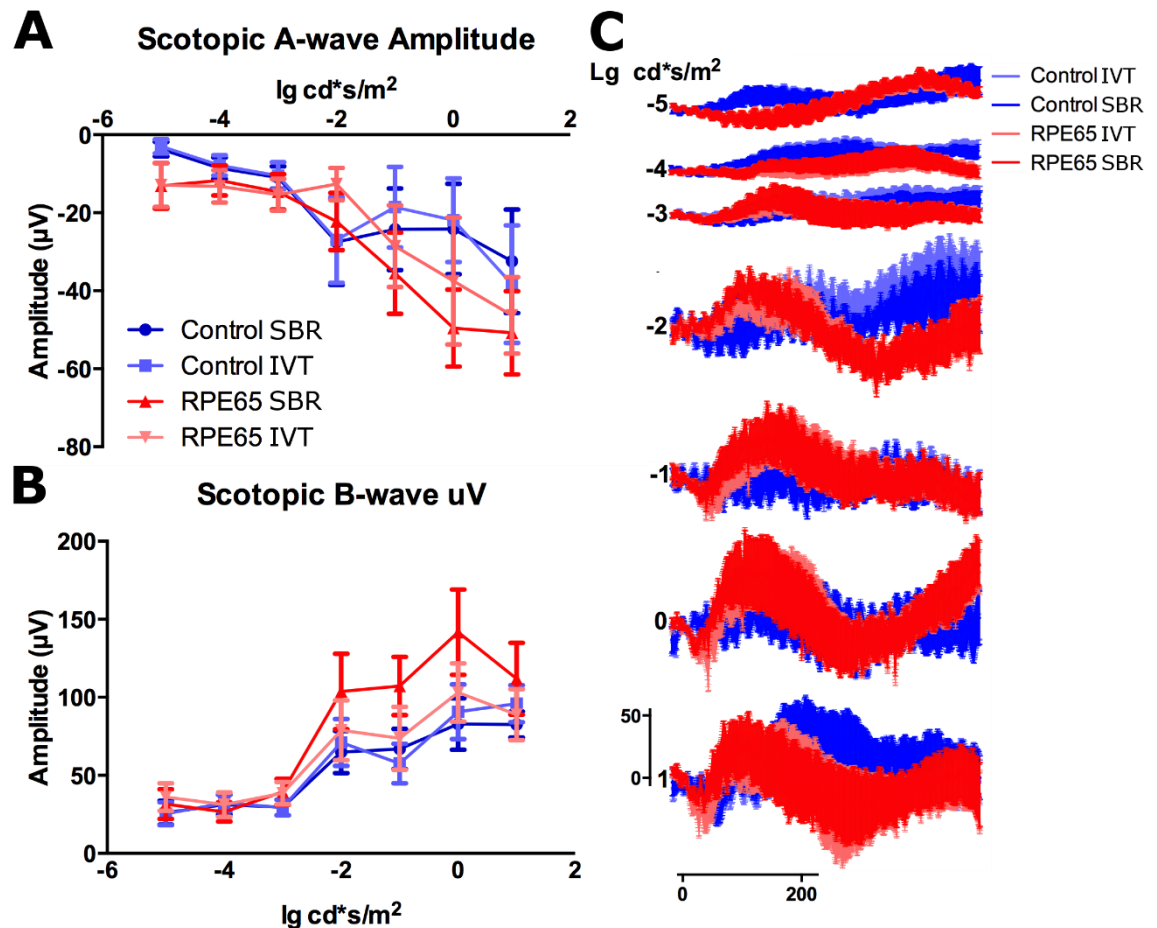 A
Scotopic A-wave Amplitude
lg cd*s/m²
-6 -4 -2 0 2
0
-20
-40
-60
-80
Amplitude (µV)
Control SBR
Control IVT
RPE65 SBR
RPE65 IVT
B
Scotopic B-wave uV
200
150
100
50
0
Amplitude (µV)
-6 -4 -2 0 2
lg cd*s/m²
C
Lg cd*s/m²
Control IVT
Control SBR
RPE65 IVT
RPE65 SBR
-5
-4
-3
-2
-1
0
50
0
1
0 200